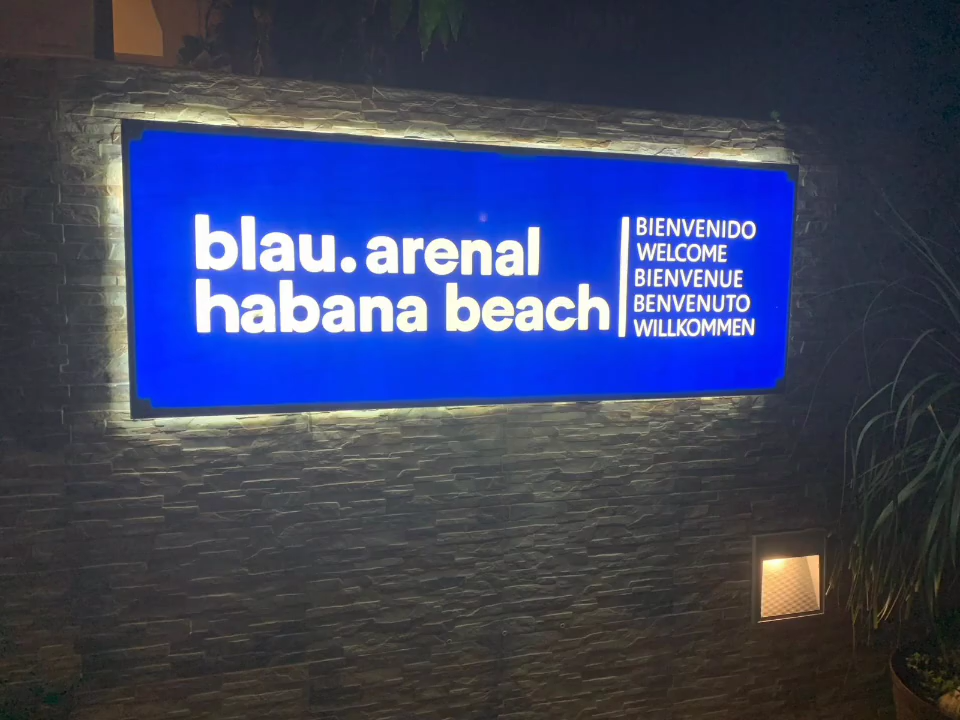 blau. arenal
habana beach
BIENVENIDO
WELCOME
BIENVENUE
BENVENUTO
WILLKOMMEN